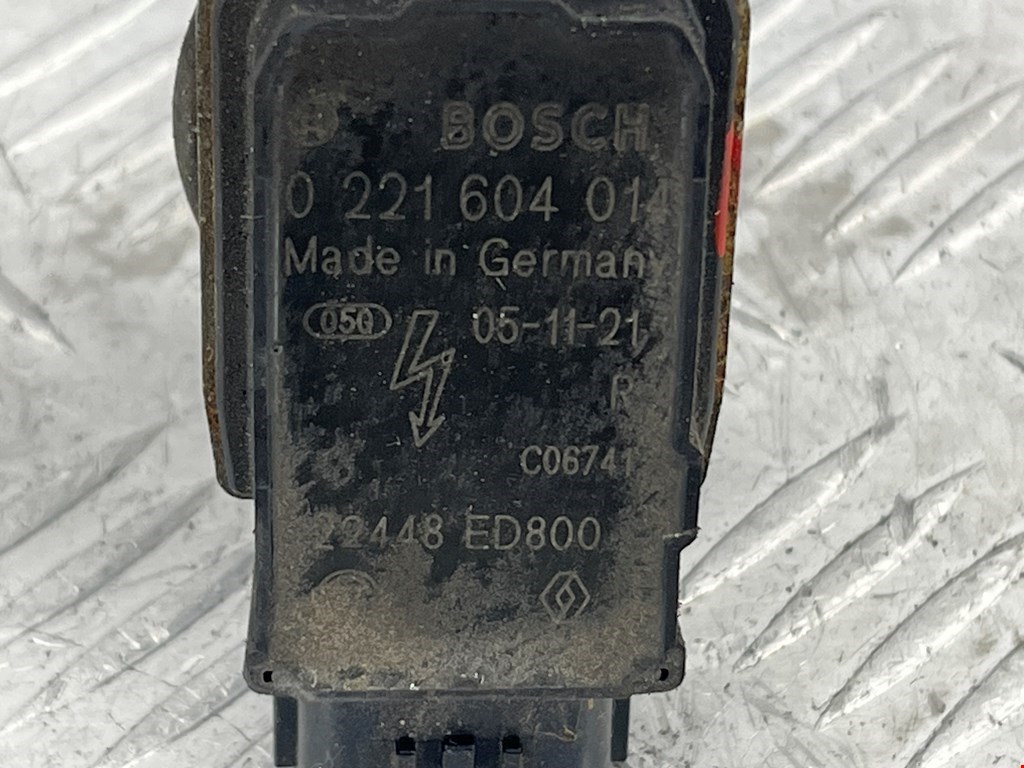 BOSCH
0 221 604 014
Made in Germany
050 05-11-21
R
C06741
22448 ED800